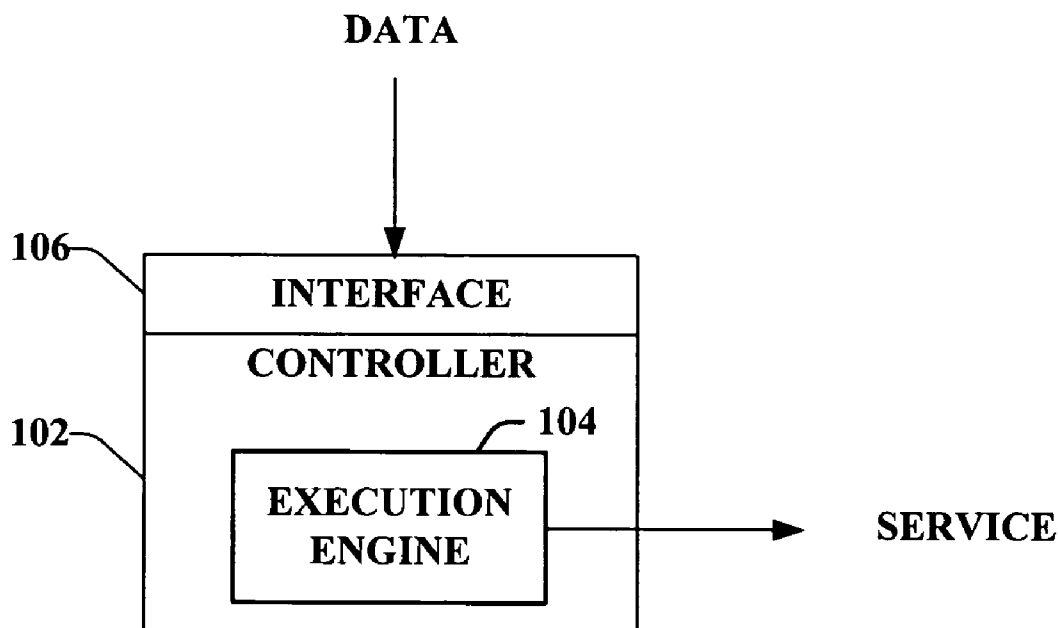 DATA
106
INTERFACE
CONTROLLER
102
104
EXECUTION
ENGINE
SERVICE